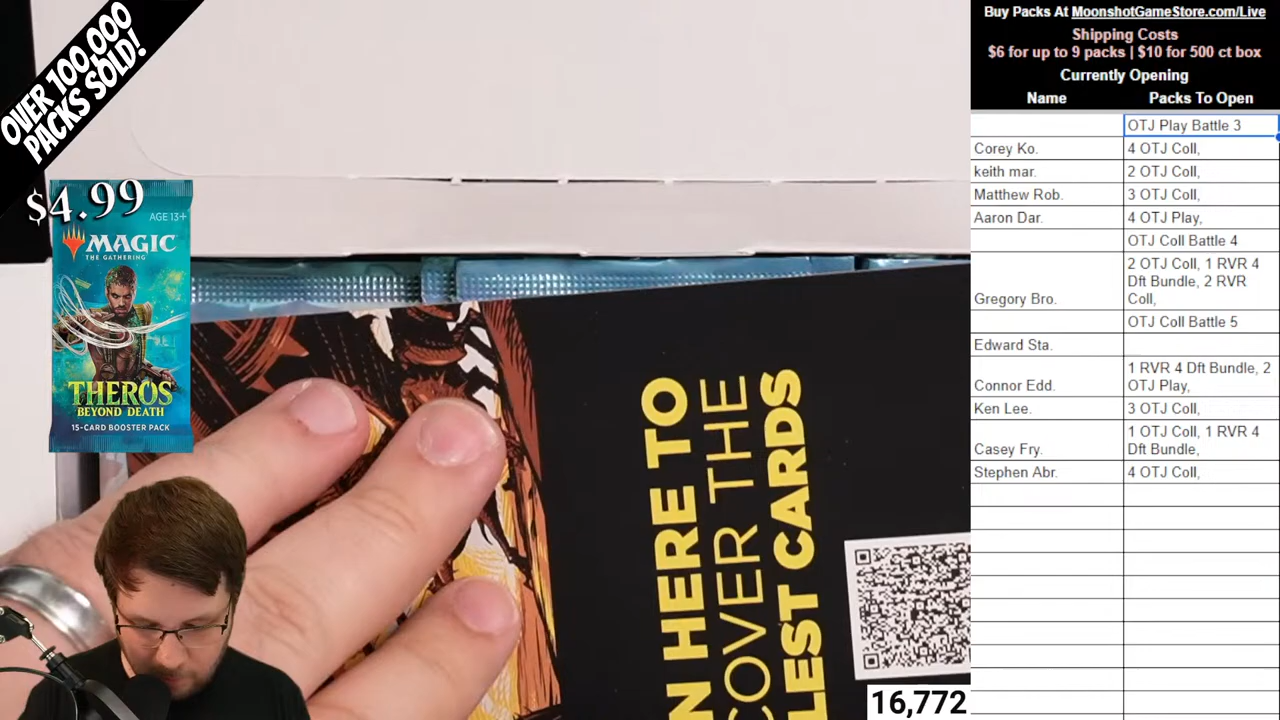 OVER 100,000
PACKS SOLD!
$4.99
AGE 13+
MAGIC
THE GATHERING
THEROS
BEYOND DEATH
15-CARD BOOSTER PACK
N HERE TO
COVER THE
LEST CARDS
16,772
Buy Packs At MoonshotGameStore.com/Live
Shipping Costs
$6 for up to 9 packs | $10 for 500 ct box
Currently Opening
Name Packs To Open
OTJ Play Battle 3
Corey Ko. 4 OTJ Coll,
keith mar. 2 OTJ Coll,
Matthew Rob. 3 OTJ Coll,
Aaron Dar. 4 OTJ Play,
OTJ Coll Battle 4
2 OTJ Coll, 1 RVR 4
Dft Bundle, 2 RVR
Gregory Bro. Coll,
OTJ Coll Battle 5
Edward Sta.
1 RVR 4 Dft Bundle, 2
Connor Edd. OTJ Play,
Ken Lee. 3 OTJ Coll,
1 OTJ Coll, 1 RVR 4
Casey Fry. Dft Bundle,
Stephen Abr. 4 OTJ Coll,